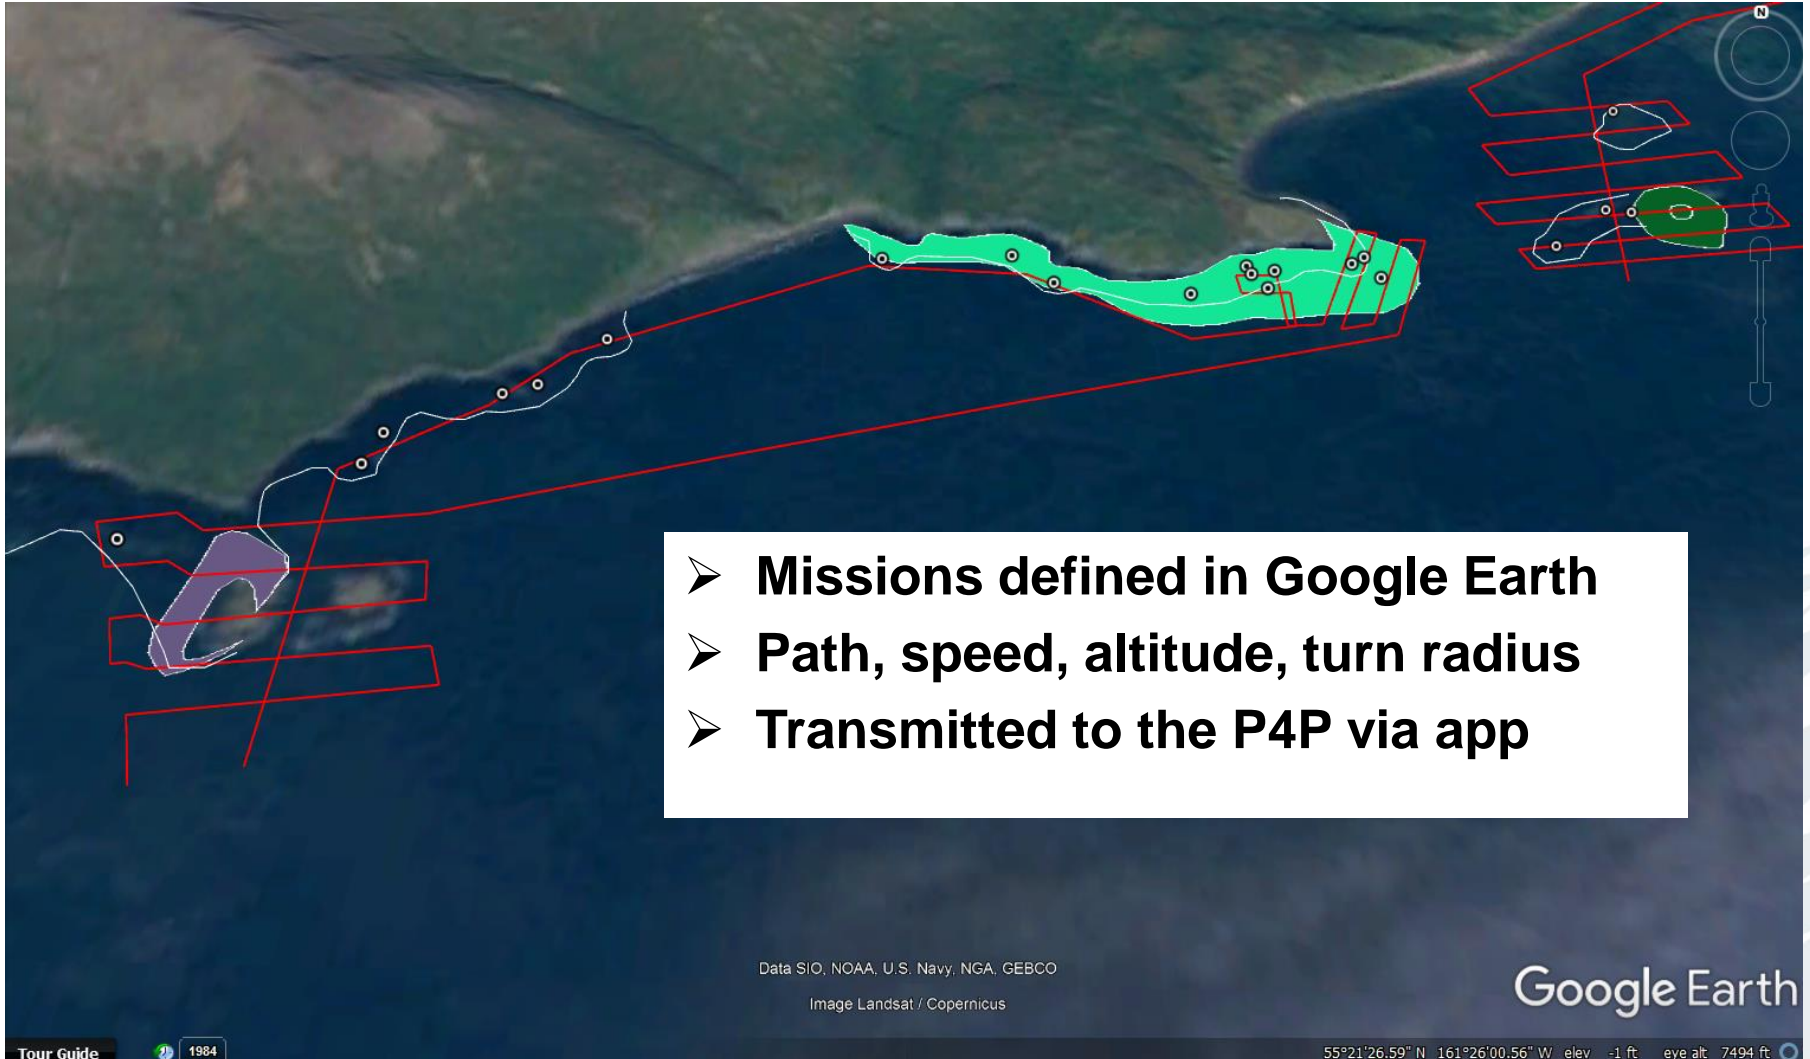 N
➢ Missions defined in Google Earth
➢ Path, speed, altitude, turn radius
➢ Transmitted to the P4P via app
Data SIO, NOAA, U.S. Navy, NGA, GEBCO
Image Landsat / Copernicus
Google Earth
Tour Guide 1984 55°21'26.59" N 161°26'00.56" W elev -1 ft eye alt 7494 ft